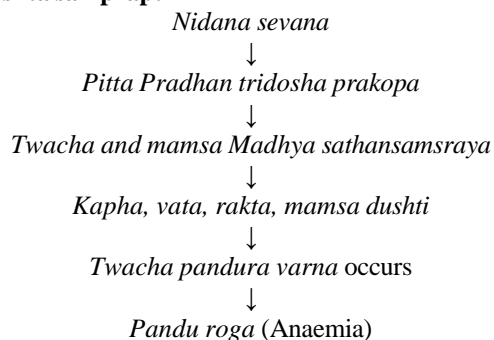 Nidana sevana
↓
Pitta Pradhan tridosha prakopa
↓
Twacha and mamsa Madhya sathansamsraya
↓
Kapha, vata, rakta, mamsa dushti
↓
Twacha pandura varna occurs
↓
Pandu roga (Anaemia)